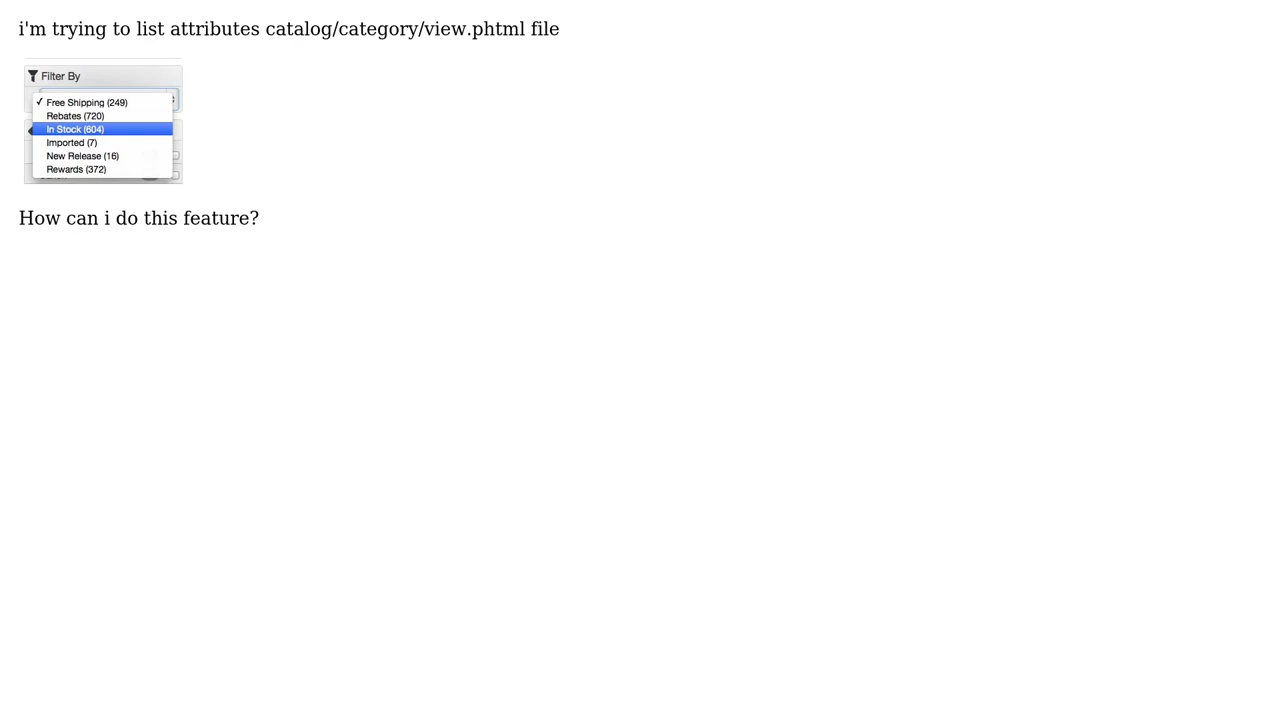 i'm trying to list attributes catalog/category/view.phtml file
Filter By
✓ Free Shipping (249)
Rebates (720)
In Stock (604)
Imported (7)
New Release (16)
Rewards (372)
How can i do this feature?